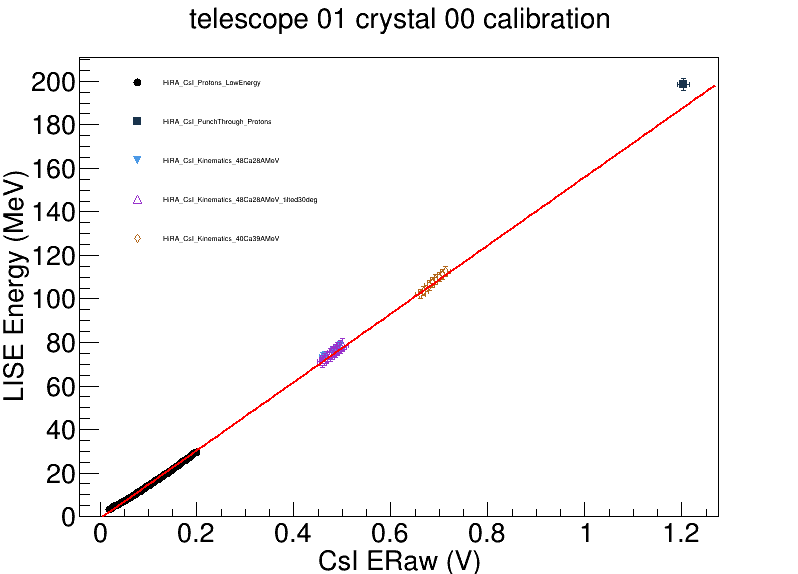 telescope 01 crystal 00 calibration
LISE Energy (MeV)
200
180
160
140
120
100
80
60
40
20
0
HiRA_CsI_Protons_LowEnergy
HiRA_CsI_PunchThrough_Protons
HiRA_CsI_Kinematics_48Ca28AMeV
HiRA_CsI_Kinematics_48Ca28AMeV_tilted30deg
HiRA_CsI_Kinematics_40Ca39AMeV
0 0.2 0.4 0.6 0.8 1 1.2
CsI ERaw (V)